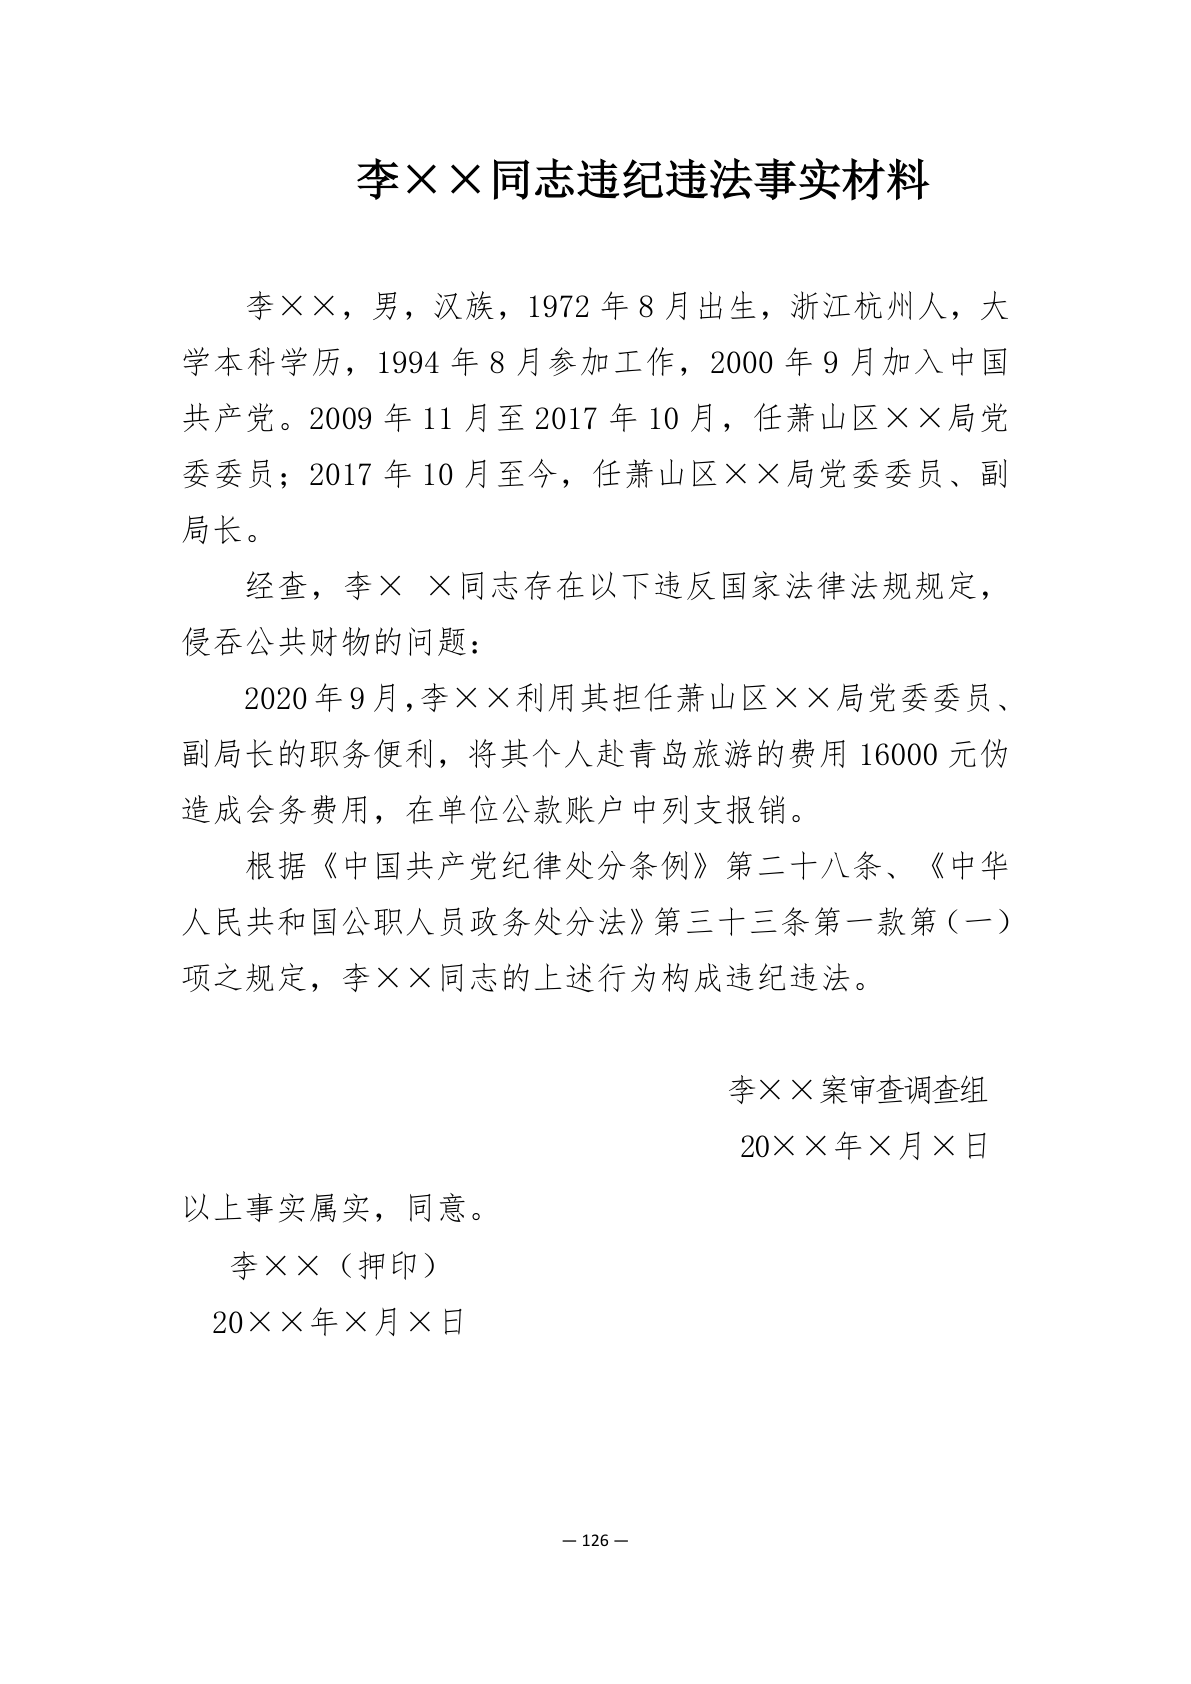 李××同志违纪违法事实材料
李××，男，汉族，1972年8月出生，浙江杭州人，大
学本科学历，1994年8月参加工作，2000年9月加入中国
共产党。2009年11月至2017年10月，任萧山区××局党
委委员；2017年10月至今，任萧山区××局党委委员、副
局长。
经查，李× ×同志存在以下违反国家法律法规规定，
侵吞公共财物的问题：
2020年9月，李××利用其担任萧山区××局党委委员、
副局长的职务便利，将其个人赴青岛旅游的费用16000元伪
造成会务费用，在单位公款账户中列支报销。
根据《中国共产党纪律处分条例》第二十八条、《中华
人民共和国公职人员政务处分法》第三十三条第一款第（一）
项之规定，李××同志的上述行为构成违纪违法。
李××案审查调查组
20××年×月×日
以上事实属实，同意。
李××（押印）
20××年×月×日
— 126 —